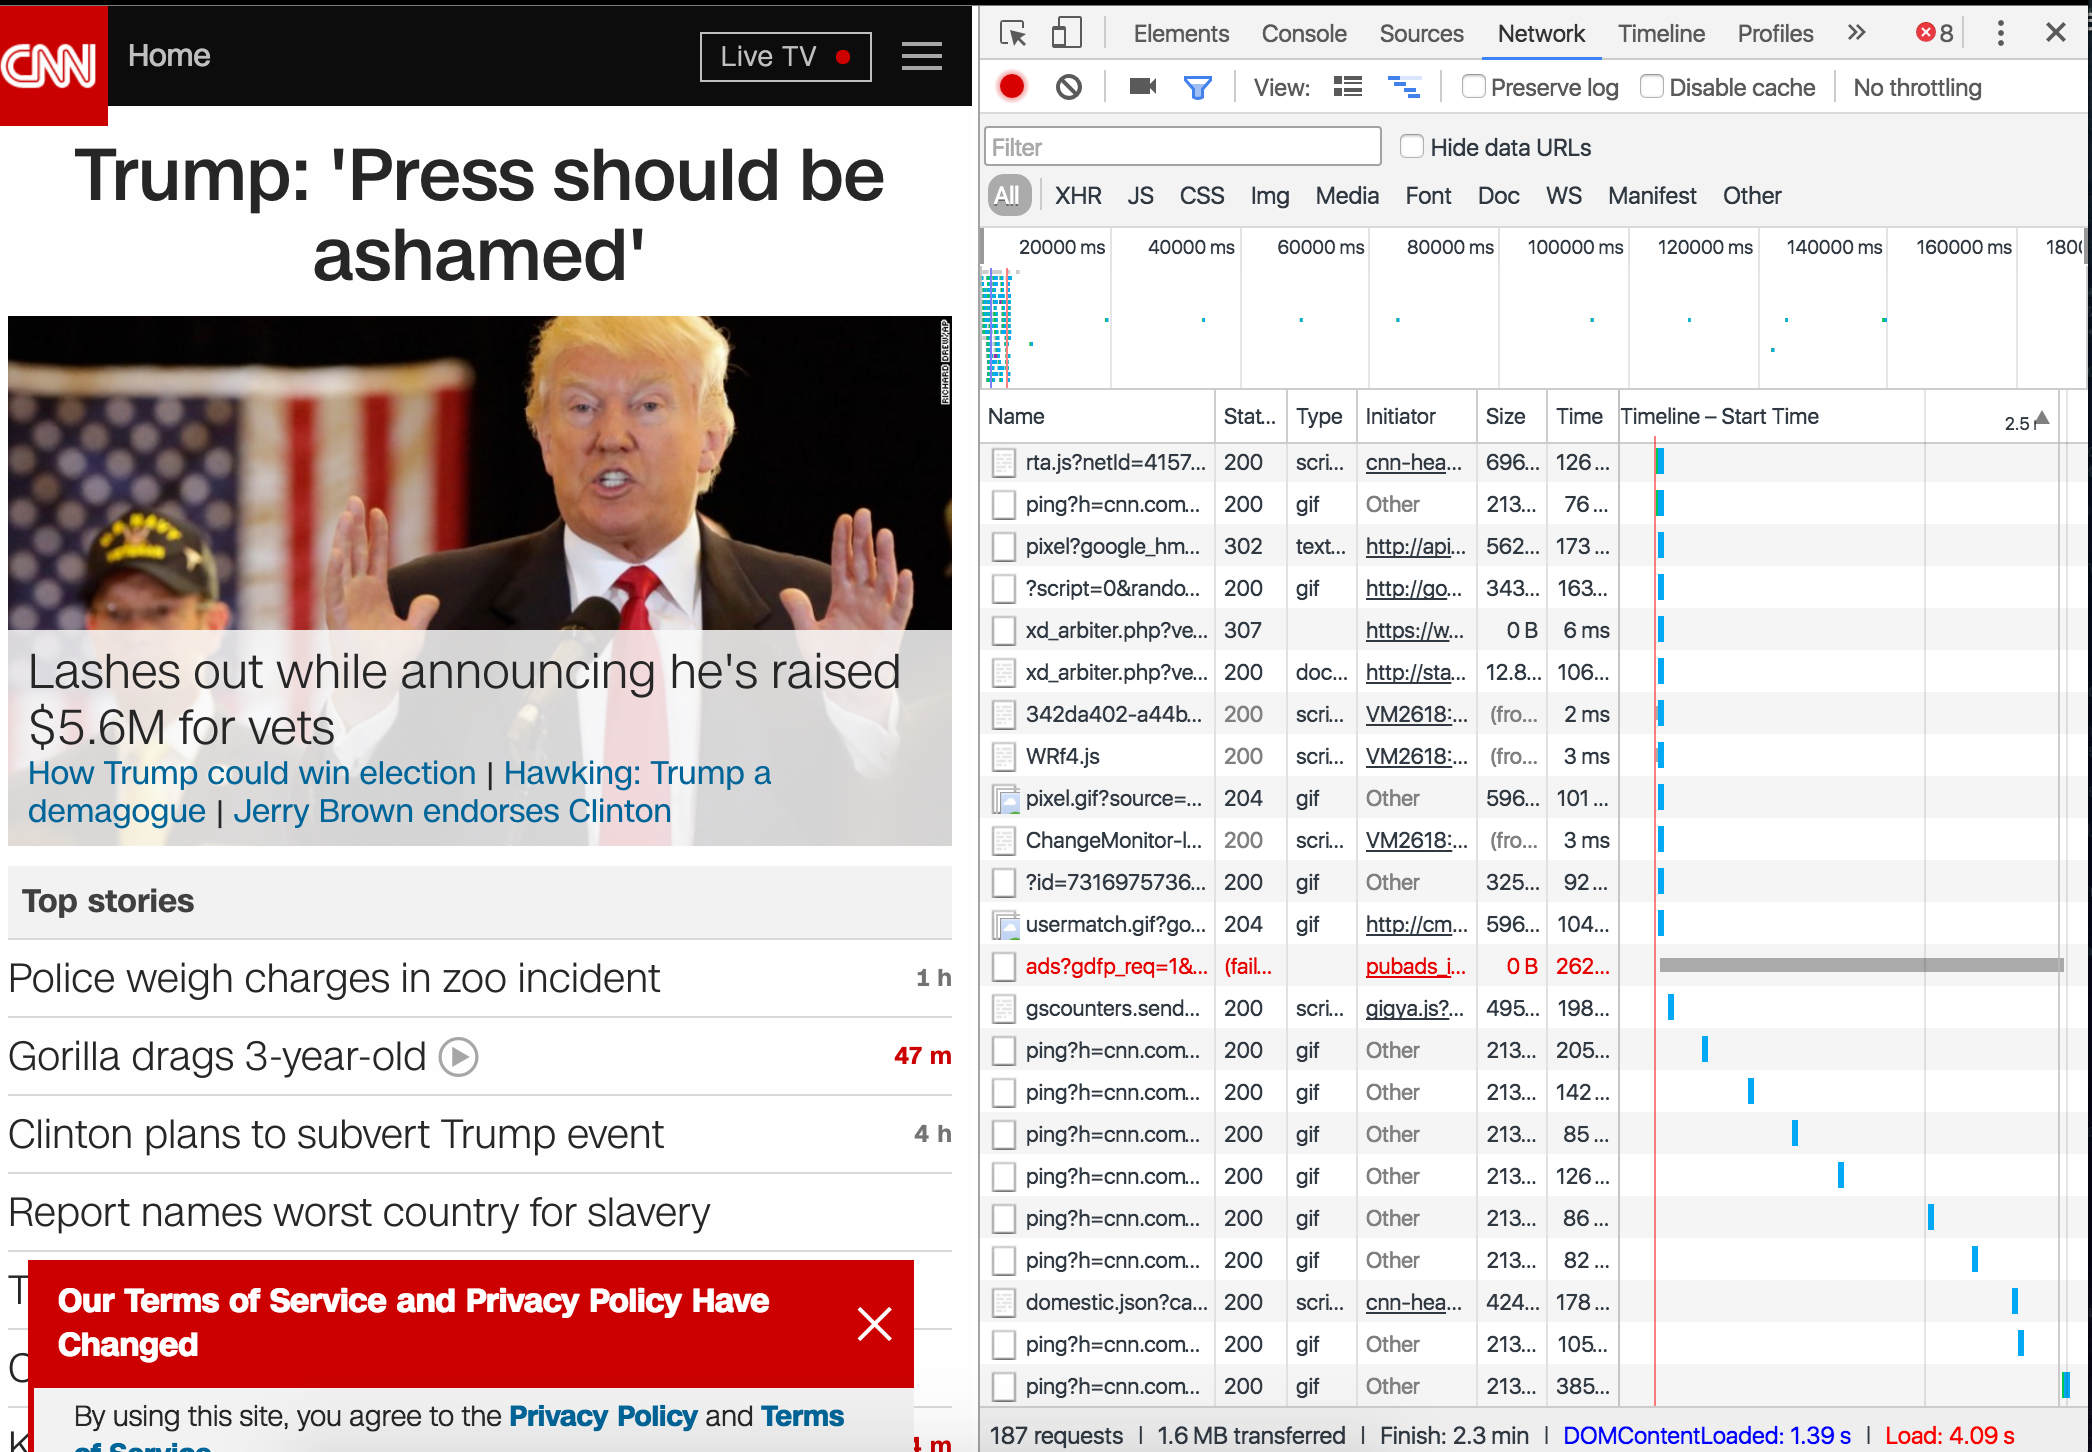 CNN
Home
Live TV
Trump: 'Press should be
ashamed'
RICHARD DREW/AP
U.S. NAVY
VETERAN
Lashes out while announcing he's raised
$5.6M for vets
How Trump could win election | Hawking: Trump a
demagogue | Jerry Brown endorses Clinton
Top stories
Police weigh charges in zoo incident 1 h
Gorilla drags 3-year-old 47 m
Clinton plans to subvert Trump event 4 h
Report names worst country for slavery
T
Our Terms of Service and Privacy Policy Have
Changed
By using this site, you agree to the Privacy Policy and Terms
of Service
K
m
Elements Console Sources Network Timeline Profiles » 8
View: Preserve log Disable cache No throttling
Filter Hide data URLs
All XHR JS CSS Img Media Font Doc WS Manifest Other
20000 ms 40000 ms 60000 ms 80000 ms 100000 ms 120000 ms 140000 ms 160000 ms 180
Name Stat... Type Initiator Size Time Timeline – Start Time 2.5
rta.js?netId=4157... 200 scri... cnn-hea... 696... 126...
ping?h=cnn.com... 200 gif Other 213... 76...
pixel?google_hm... 302 text... http://api... 562... 173...
?script=0&rando... 200 gif http://go... 343... 163...
xd_arbiter.php?ve... 307 https://w... 0 B 6 ms
xd_arbiter.php?ve... 200 doc... http://sta... 12.8... 106...
342da402-a44b... 200 scri... VM2618:... (fro... 2 ms
WRf4.js 200 scri... VM2618:... (fro... 3 ms
pixel.gif?source=... 204 gif Other 596... 101...
ChangeMonitor-l... 200 scri... VM2618:... (fro... 3 ms
?id=7316975736... 200 gif Other 325... 92...
usermatch.gif?go... 204 gif http://cm... 596... 104...
ads?gdfp_req=1&... (fail... pubads_i... 0 B 262...
gscounters.send... 200 scri... gigya.js?... 495... 198...
ping?h=cnn.com... 200 gif Other 213... 205...
ping?h=cnn.com... 200 gif Other 213... 142...
ping?h=cnn.com... 200 gif Other 213... 85...
ping?h=cnn.com... 200 gif Other 213... 126...
ping?h=cnn.com... 200 gif Other 213... 86...
ping?h=cnn.com... 200 gif Other 213... 82...
domestic.json?ca... 200 scri... cnn-hea... 424... 178...
ping?h=cnn.com... 200 gif Other 213... 105...
ping?h=cnn.com... 200 gif Other 213... 385...
187 requests | 1.6 MB transferred | Finish: 2.3 min | DOMContentLoaded: 1.39 s | Load: 4.09 s